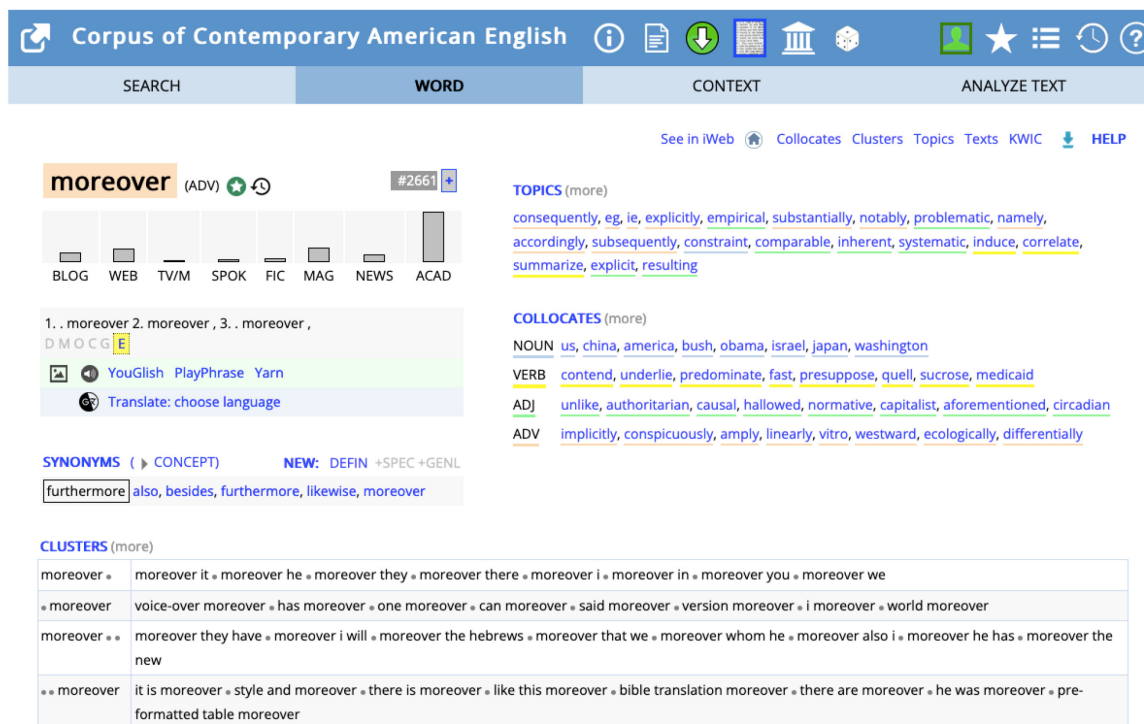 Corpus of Contemporary American English
SEARCH WORD CONTEXT ANALYZE TEXT
See in iWeb Collocates Clusters Topics Texts KWIC HELP
moreover (ADV) #2661 +
BLOG WEB TV/M SPOK FIC MAG NEWS ACAD
1. . moreover 2. moreover , 3. . moreover ,
D M O C G E
YouGlish PlayPhrase Yarn
Translate: choose language
SYNONYMS ( CONCEPT) NEW: DEFIN +SPEC +GENL
furthermore also, besides, furthermore, likewise, moreover
TOPICS (more)
consequently, eg, ie, explicitly, empirical, substantially, notably, problematic, namely,
accordingly, subsequently, constraint, comparable, inherent, systematic, induce, correlate,
summarize, explicit, resulting
COLLOCATES (more)
NOUN us, china, america, bush, obama, israel, japan, washington
VERB contend, underlie, predominate, fast, presuppose, quell, sucrose, medicaid
ADJ unlike, authoritarian, causal, hallowed, normative, capitalist, aforementioned, circadian
ADV implicitly, conspicuously, amply, linearly, vitro, westward, ecologically, differentially
CLUSTERS (more)
moreover • moreover it • moreover he • moreover they • moreover there • moreover i • moreover in • moreover you • moreover we
• moreover voice-over moreover • has moreover • one moreover • can moreover • said moreover • version moreover • i moreover • world moreover
moreover • • moreover they have • moreover i will • moreover the hebrews • moreover that we • moreover whom he • moreover also i • moreover he has • moreover the
new
• • moreover it is moreover • style and moreover • there is moreover • like this moreover • bible translation moreover • there are moreover • he was moreover • pre-
formatted table moreover